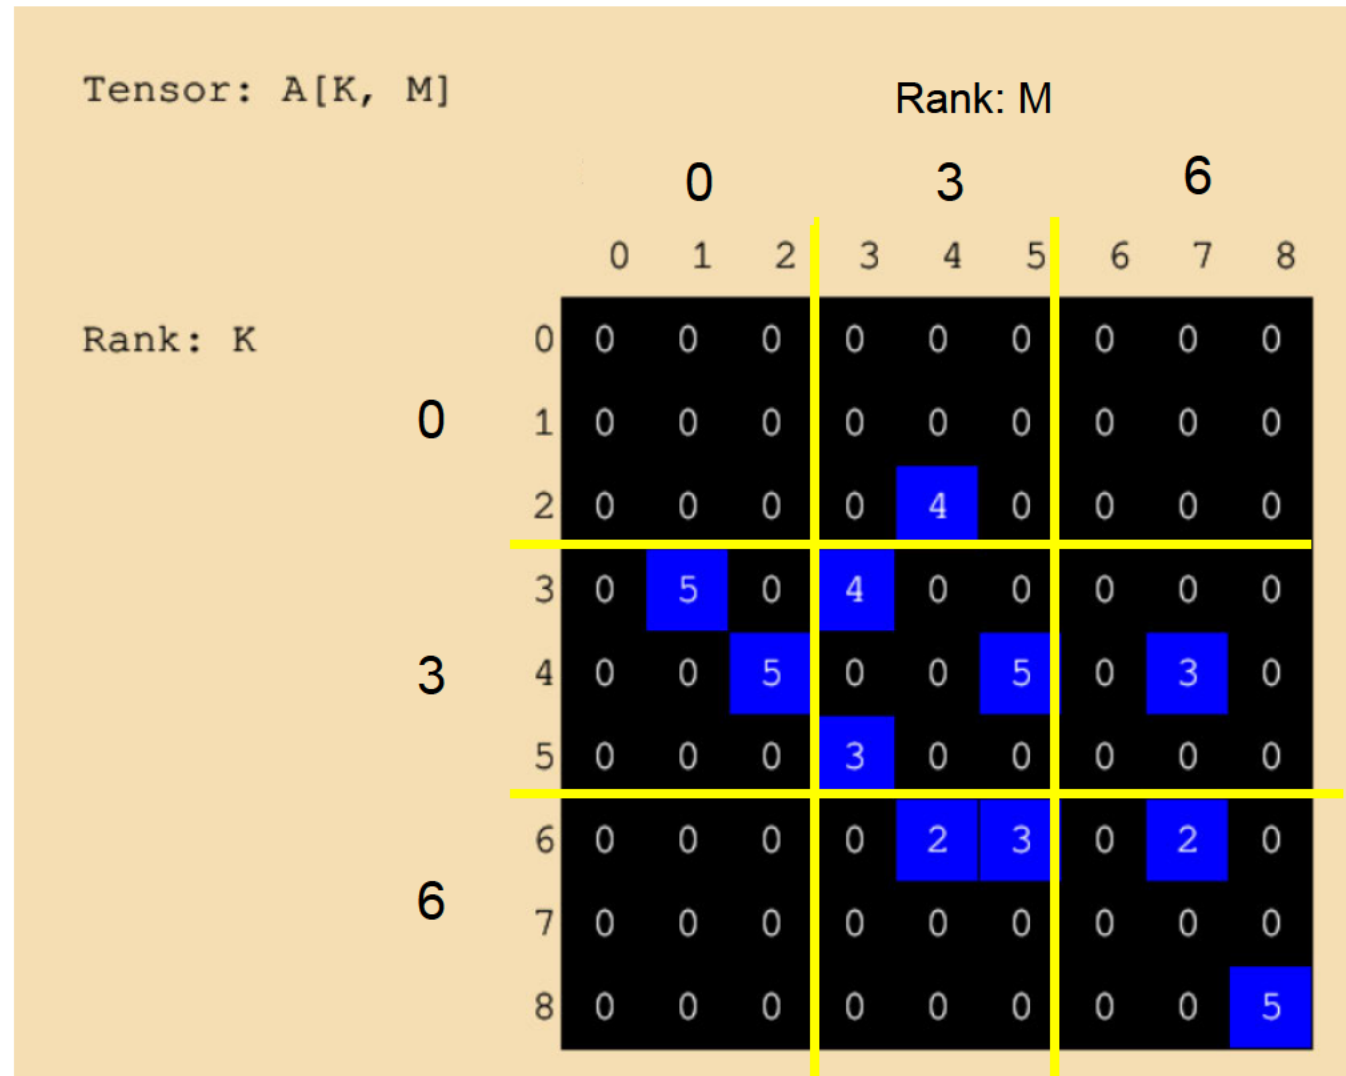 Tensor: A[K, M]
Rank: M
0 3 6
0 1 2 3 4 5 6 7 8
Rank: K
0 0 0 0 0 0 0 0 0 0
0
1 0 0 0 0 0 0 0 0 0
2 0 0 0 0 4 0 0 0 0
3 0 5 0 4 0 0 0 0 0
3
4 0 0 5 0 0 5 0 3 0
5 0 0 0 3 0 0 0 0 0
6 0 0 0 0 2 3 0 2 0
6
7 0 0 0 0 0 0 0 0 0
8 0 0 0 0 0 0 0 0 5